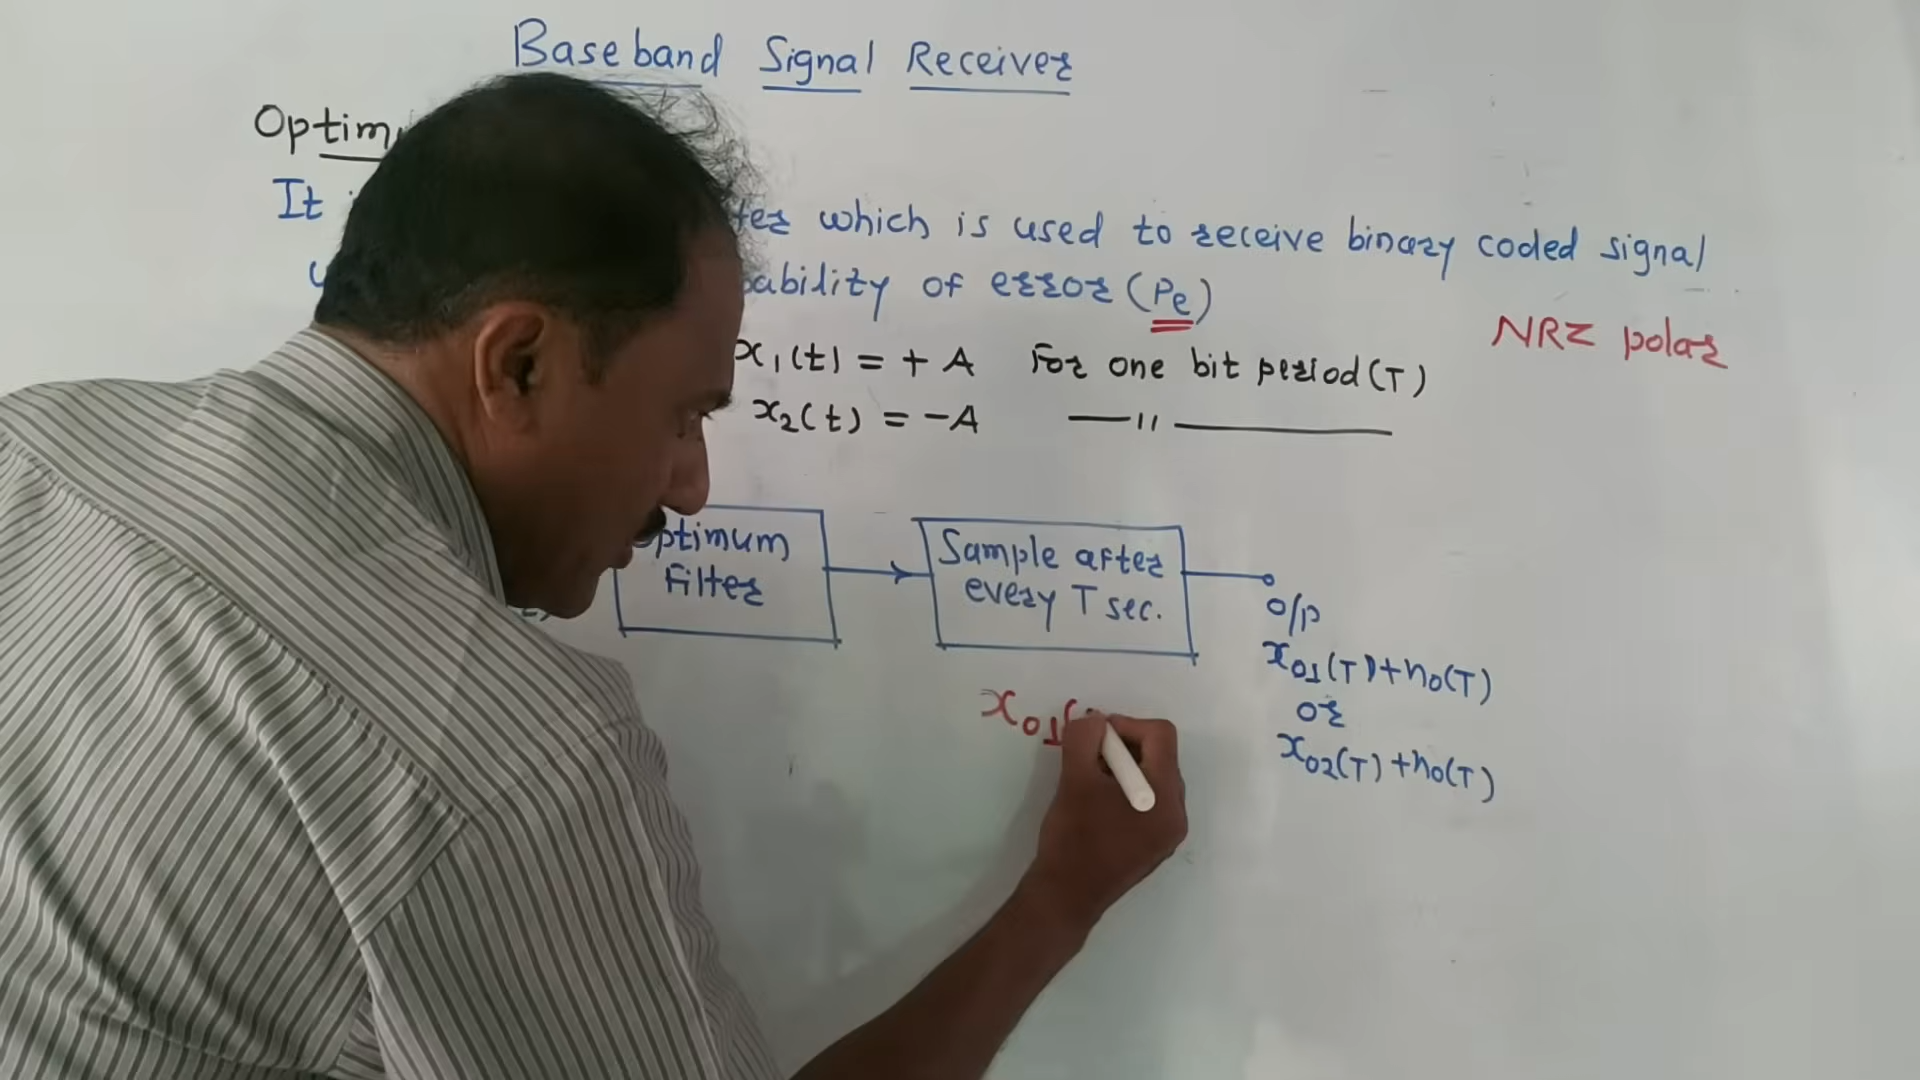 Baseband Signal Receiver
Optim
It
ter which is used to receive binary coded signal
bability of error (Pe)
NRZ polar
x₁(t) = + A For one bit period (T)
x₂(t) = -A —— " ——
ptimum
Filter
Sample after
every T sec.
o/p
x₀₁(T)+n₀(T)
or
x₀₂(T)+n₀(T)
x₀₁(